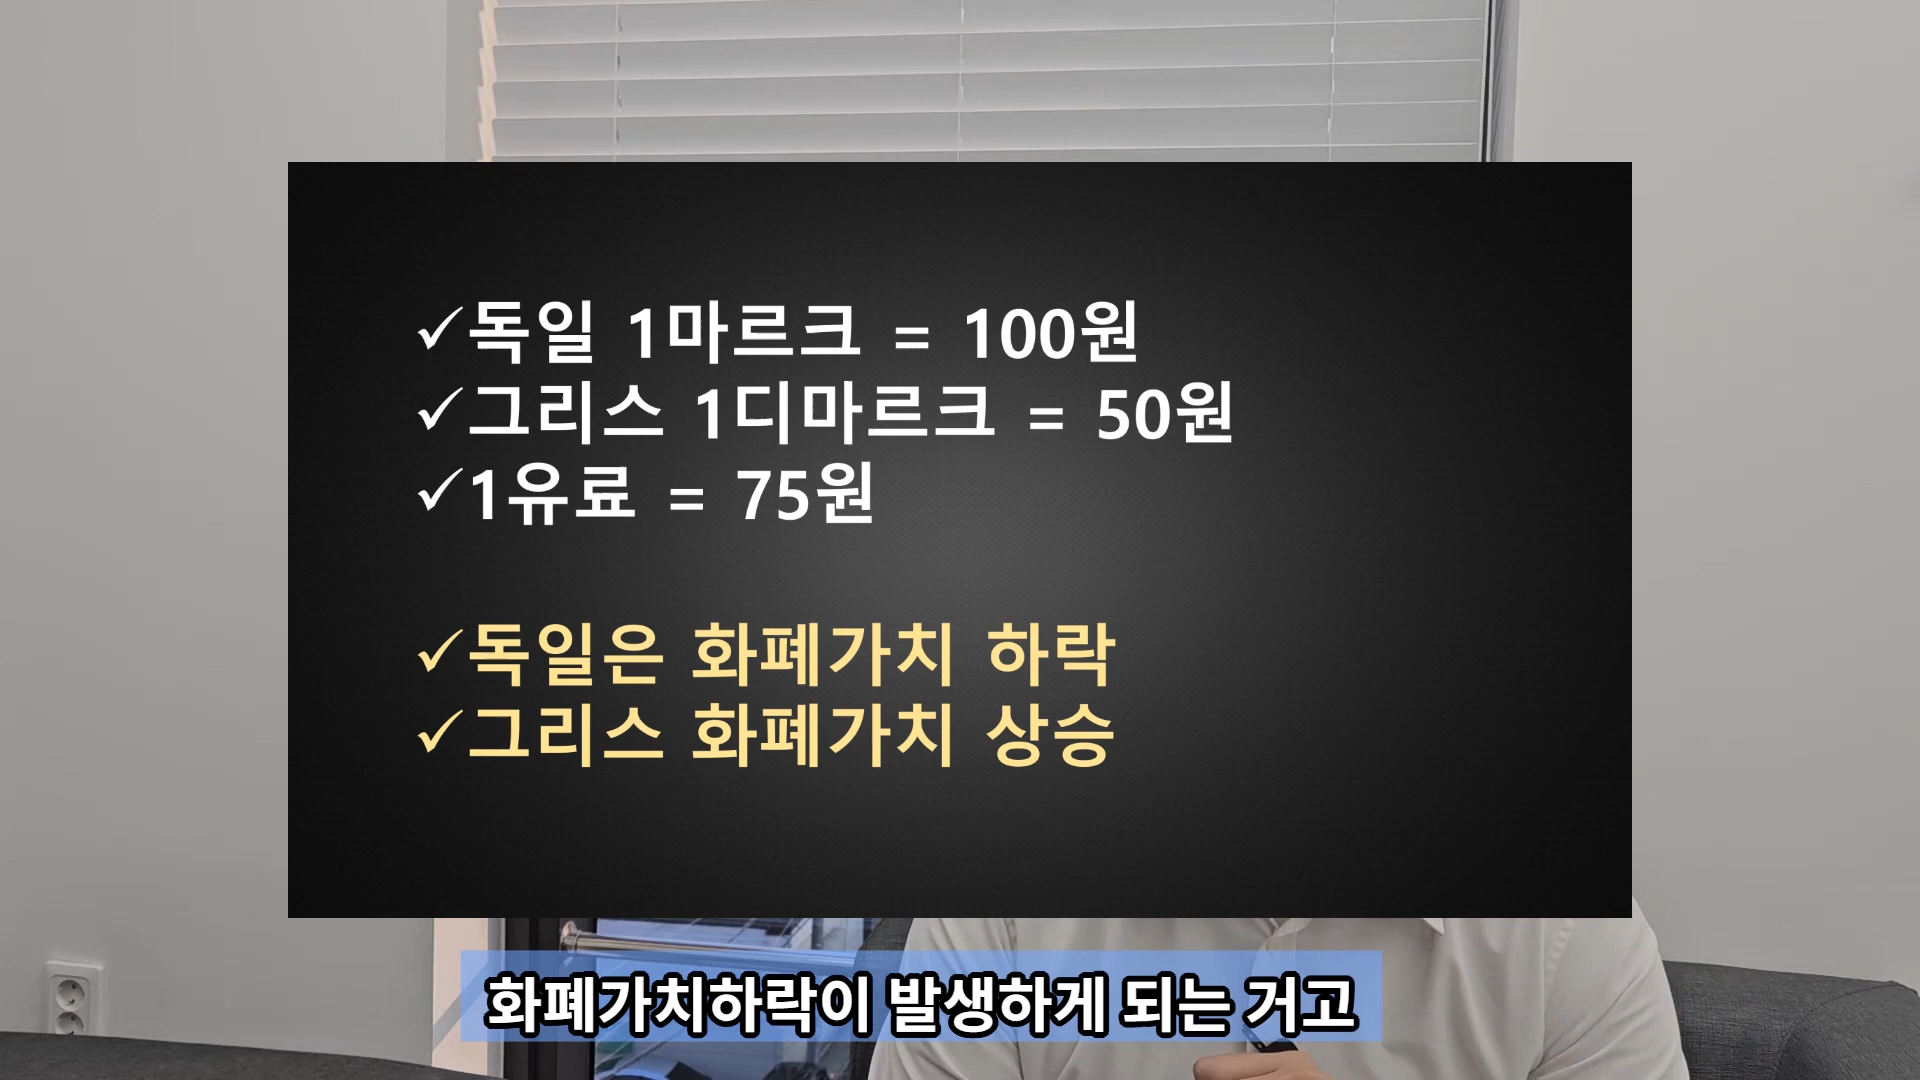 ✓독일 1마르크 = 100원
✓그리스 1디마르크 = 50원
✓1유료 = 75원
✓독일은 화폐가치 하락
✓그리스 화폐가치 상승
화폐가치하락이 발생하게 되는 거고